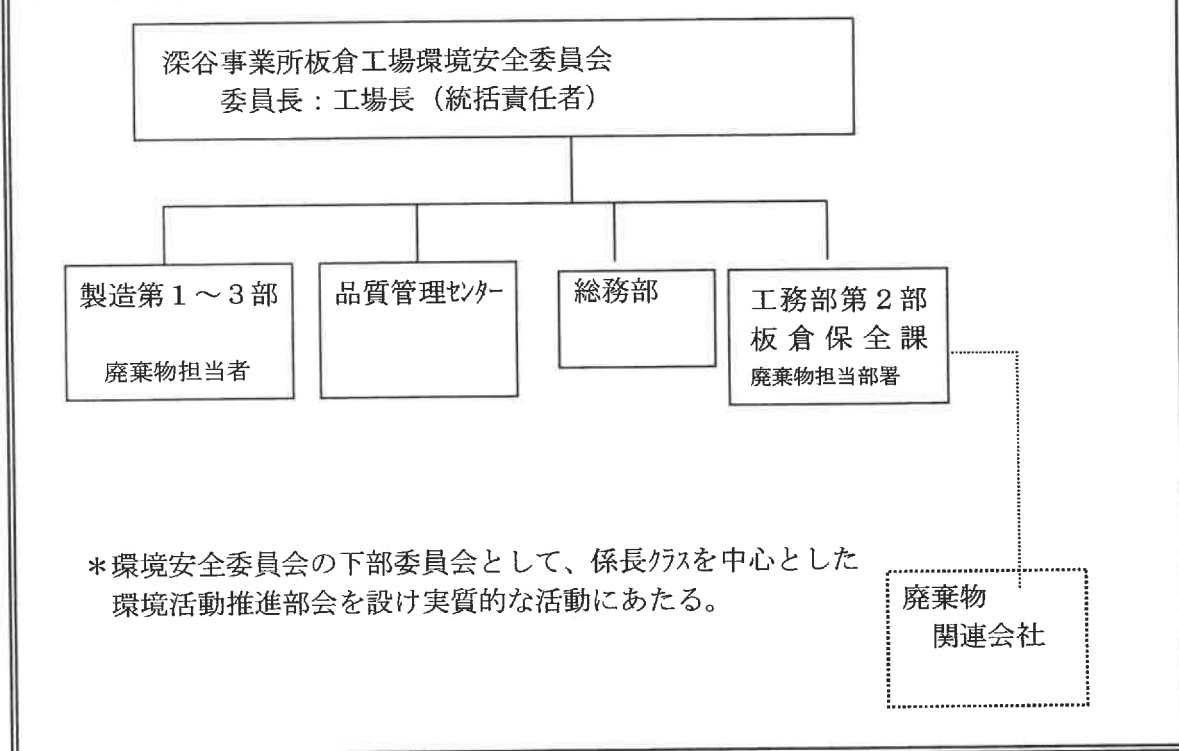 深谷事業所板倉工場環境安全委員会
委員長：工場長（統括責任者）
製造第１～３部
廃棄物担当者
品質管理ｾﾝﾀｰ
総務部
工務部第２部
板倉保全課
廃棄物担当部署
＊環境安全委員会の下部委員会として、係長ｸﾗｽを中心とした
環境活動推進部会を設け実質的な活動にあたる。
廃棄物
関連会社